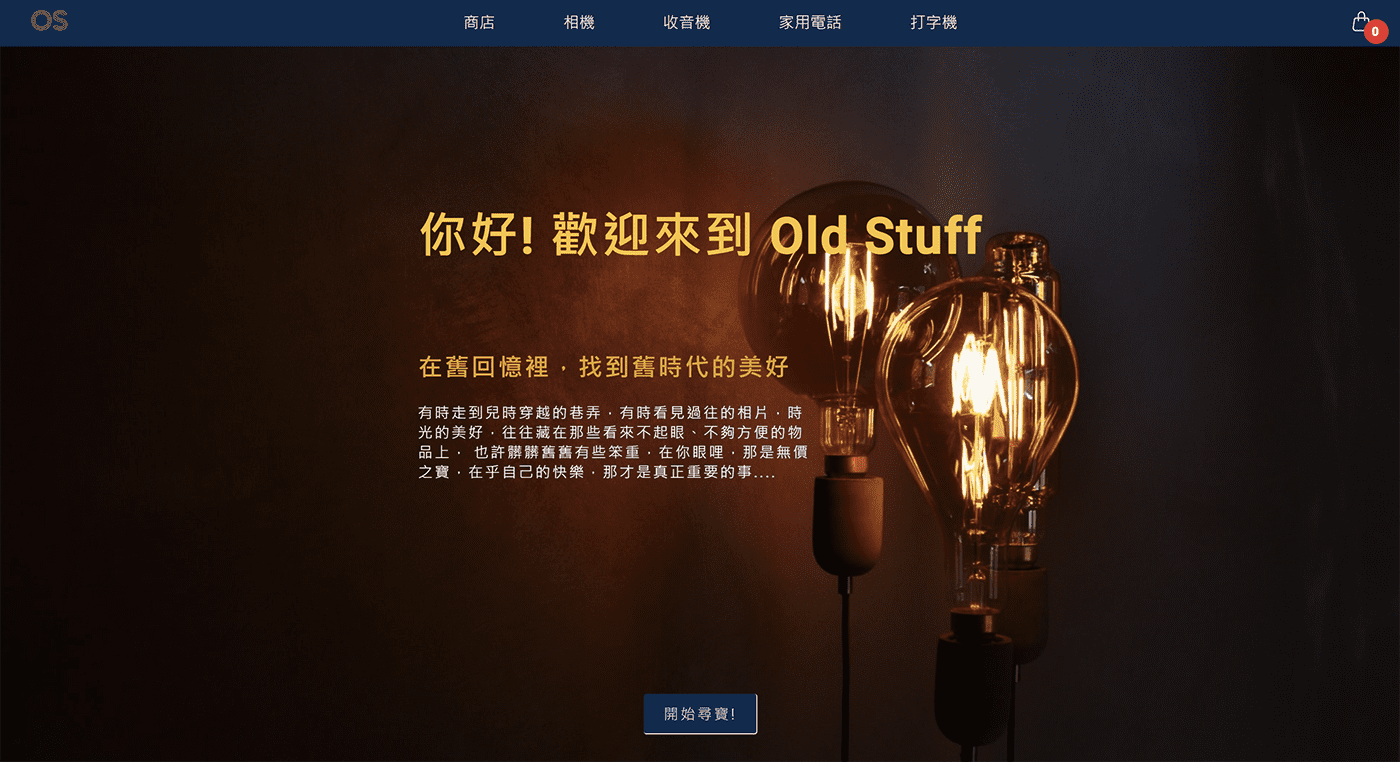 OS
商店
相機
收音機
家用電話
打字機
0
你好! 歡迎來到 Old Stuff
在舊回憶裡，找到舊時代的美好
有時走到兒時穿越的巷弄，有時看見過往的相片，時
光的美好，往往藏在那些看來不起眼、不夠方便的物
品上， 也許髒髒舊舊有些笨重，在你眼哩，那是無價
之寶，在乎自己的快樂，那才是真正重要的事....
開始尋寶!